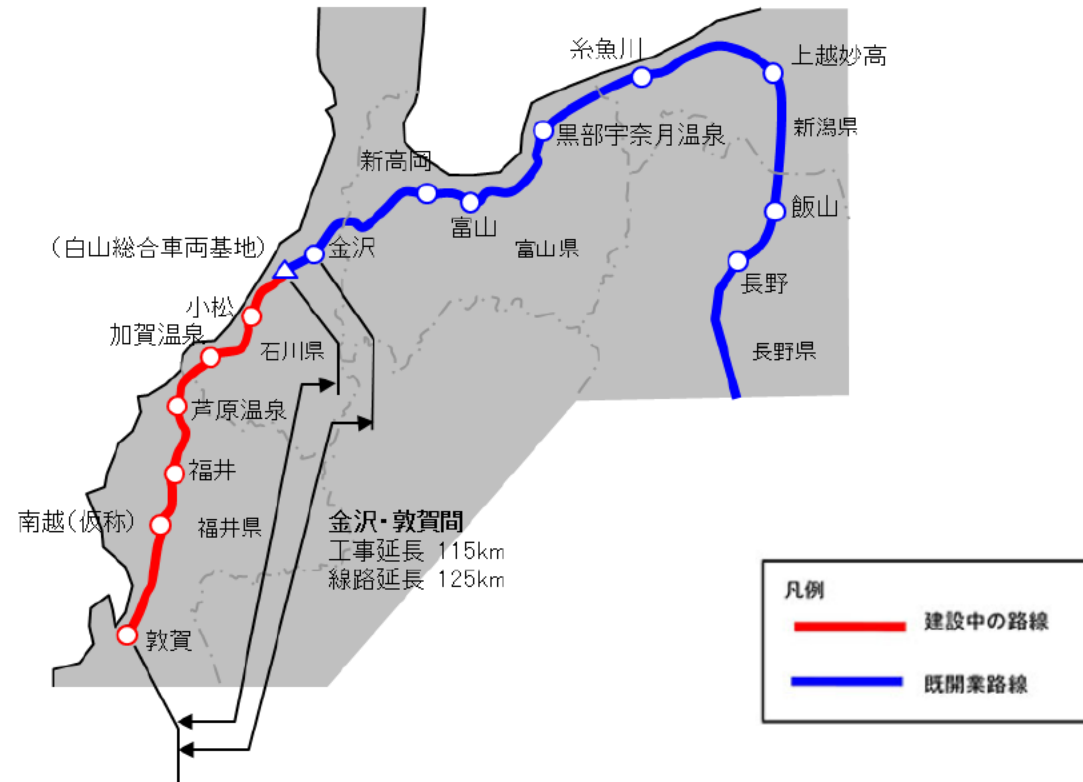 糸魚川
上越妙高
新潟県
黒部宇奈月温泉
新高岡
飯山
富山
富山県
(白山総合車両基地)
金沢
長野
長野県
小松
加賀温泉
石川県
芦原温泉
福井
南越(仮称)
福井県
金沢・敦賀間
工事延長 115km
線路延長 125km
敦賀
凡例
建設中の路線
既開業路線